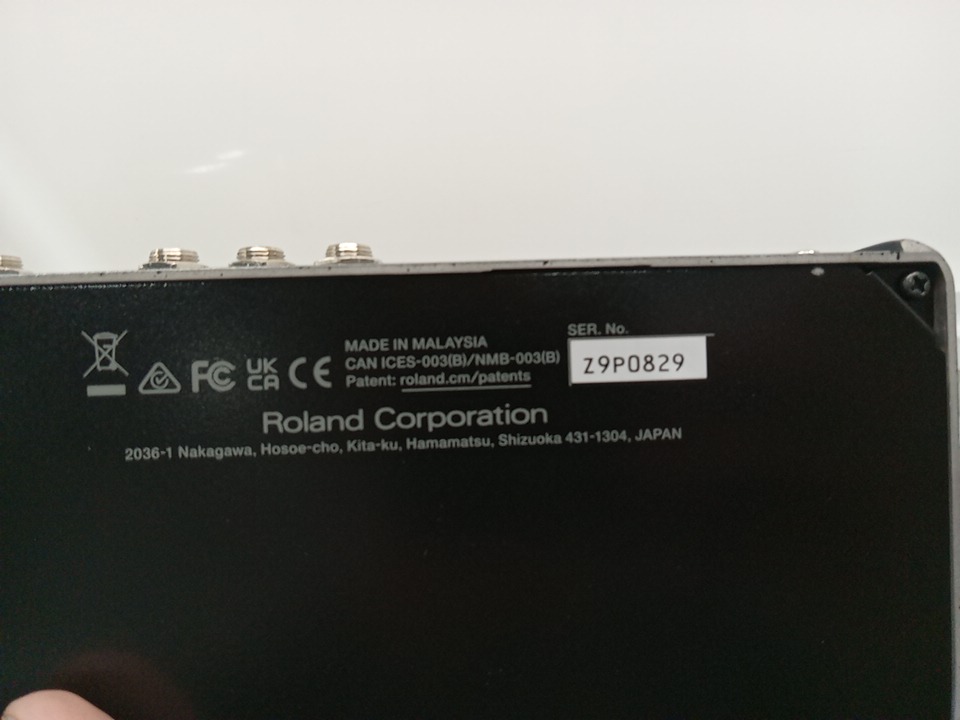 FC UK CA CE
MADE IN MALAYSIA
CAN ICES-003(B)/NMB-003(B)
Patent: roland.cm/patents
SER. No.
Z9P0829
Roland Corporation
2036-1 Nakagawa, Hosoe-cho, Kita-ku, Hamamatsu, Shizuoka 431-1304, JAPAN